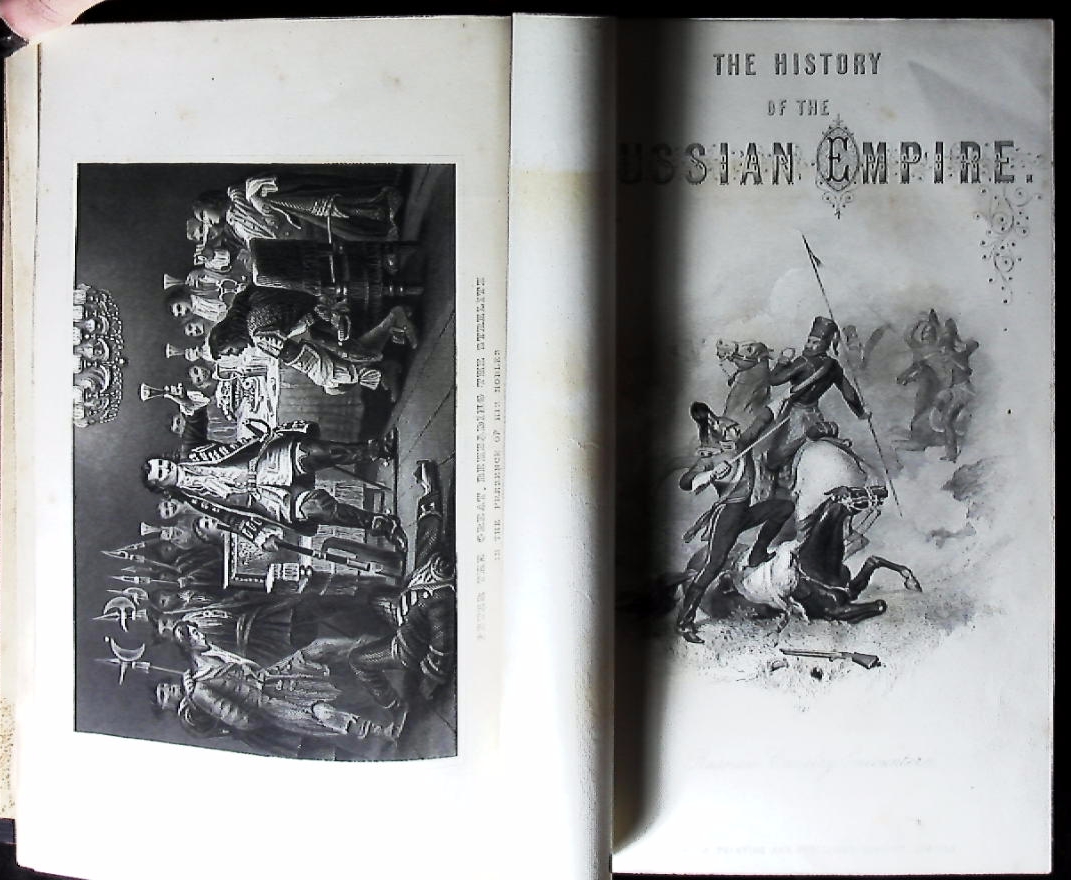 PETER THE GREAT, BEHEADING THE STRELITZ
IN THE PRESENCE OF HIS NOBLES
THE HISTORY
OF THE
USSIAN EMPIRE.